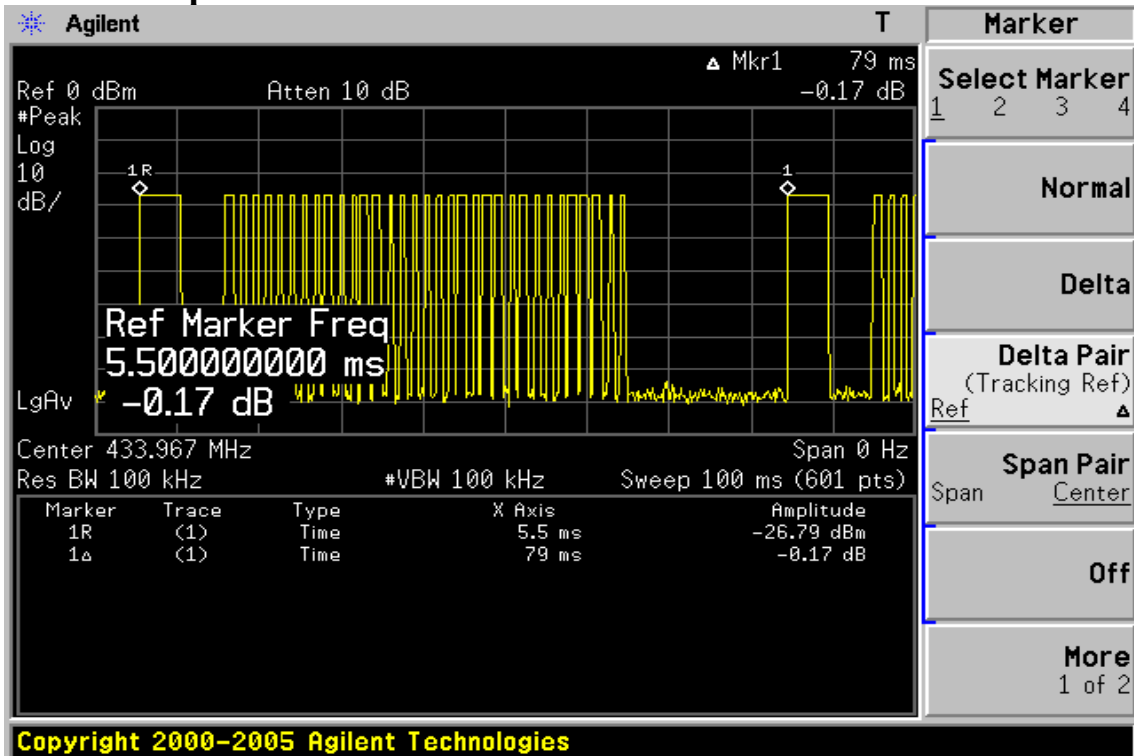 Agilent T
Δ Mkr1 79 ms
Ref 0 dBm Atten 10 dB −0.17 dB
#Peak
Log
10
dB/
1R
1
Ref Marker Freq
5.500000000 ms
−0.17 dB
LgAv
Center 433.967 MHz Span 0 Hz
Res BW 100 kHz #VBW 100 kHz Sweep 100 ms (601 pts)
Marker Trace Type X Axis Amplitude
1R (1) Time 5.5 ms −26.79 dBm
1Δ (1) Time 79 ms −0.17 dB
Marker
Select Marker
1 2 3 4
Normal
Delta
Delta Pair
(Tracking Ref)
Ref Δ
Span Pair
Span Center
Off
More
1 of 2
Copyright 2000–2005 Agilent Technologies